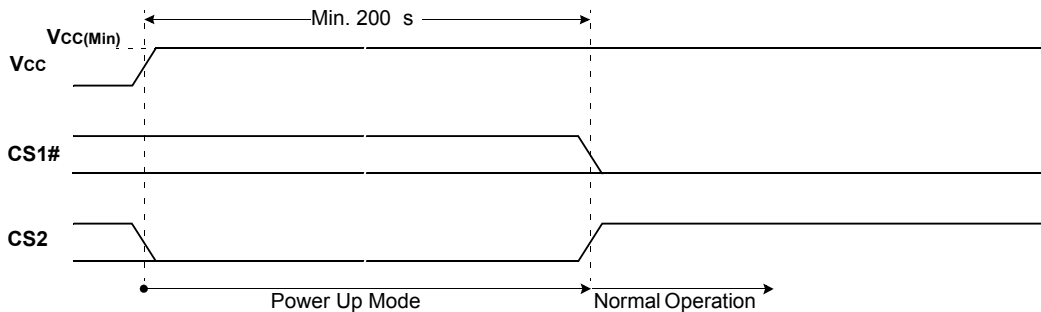 Min. 200 s
VCC(Min)
VCC
CS1#
CS2
Power Up Mode
Normal Operation